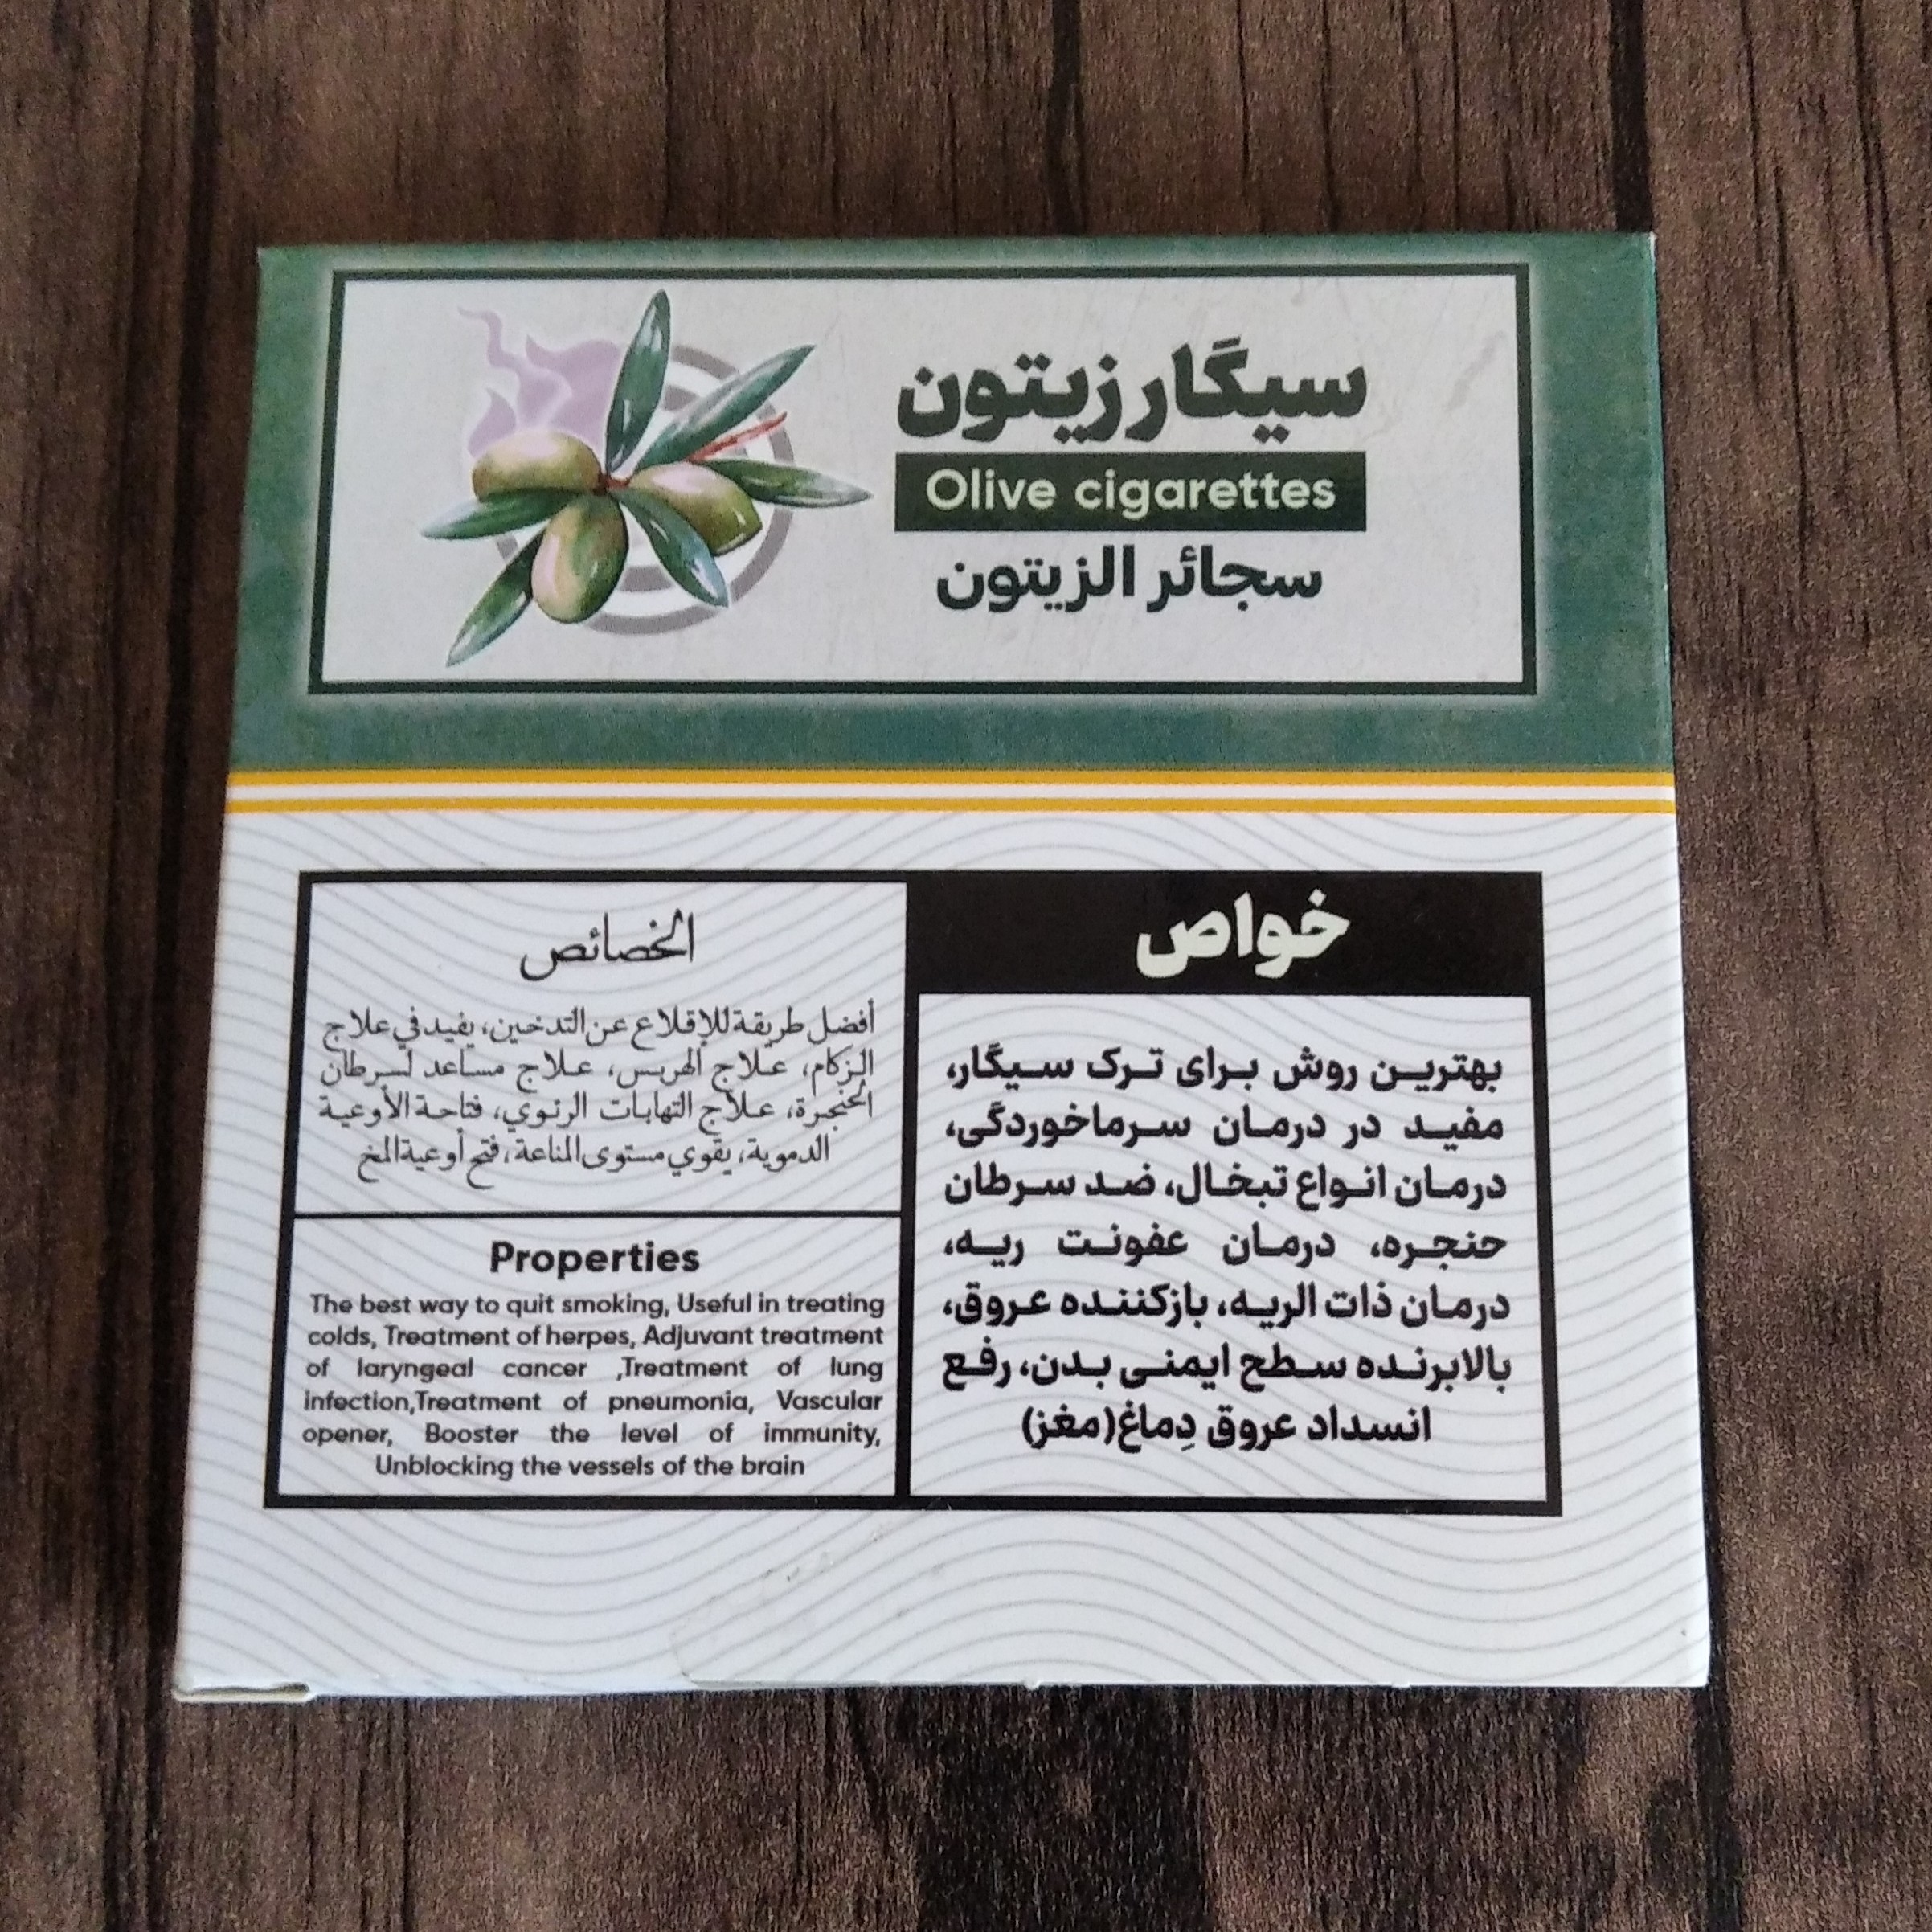 سیگار زیتون
Olive cigarettes
سجائر الزيتون
خواص
بهترین روش برای ترک سیگار،
مفید در درمان سرماخوردگی،
درمان انواع تبخال، ضد سرطان
حنجره، درمان عفونت ریه،
درمان ذات الریه، بازکننده عروق،
بالابرنده سطح ایمنی بدن، رفع
انسداد عروق دِماغ(مغز)
الخصائص
أفضل طريقة للإقلاع عن التدخين، يفيد في علاج
الزكام، علاج الهربس، علاج مساعد لسرطان
الحنجرة، علاج التهابات الرئوي، فتاحة الأوعية
الدموية، يقوي مستوى المناعة، فتح أوعية المخ
Properties
The best way to quit smoking, Useful in treating
colds, Treatment of herpes, Adjuvant treatment
of laryngeal cancer ,Treatment of lung
infection,Treatment of pneumonia, Vascular
opener, Booster the level of immunity,
Unblocking the vessels of the brain